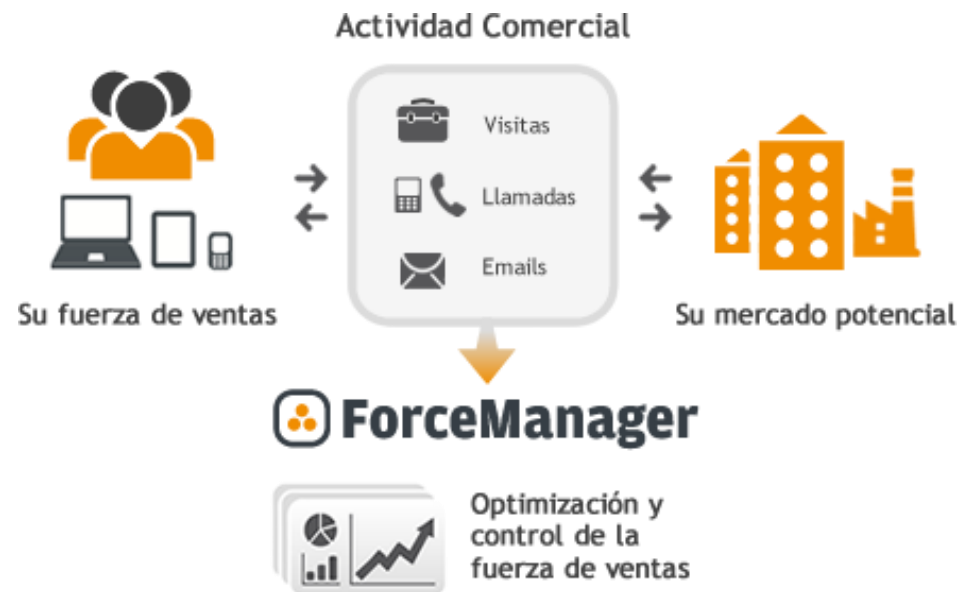 Actividad Comercial
Visitas
Llamadas
Emails
Su fuerza de ventas
Su mercado potencial
ForceManager
Optimización y
control de la
fuerza de ventas